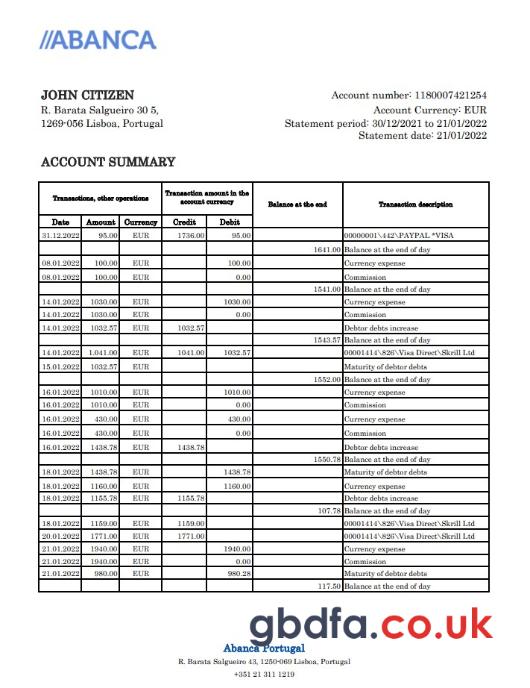 //ABANCA
JOHN CITIZEN
R. Barata Salgueiro 30 5,
1269-056 Lisboa, Portugal
Account number: 1180007421254
Account Currency: EUR
Statement period: 30/12/2021 to 21/01/2022
Statement date: 21/01/2022
ACCOUNT SUMMARY
Transactions, other operations Transaction amount in the account currency Balance at the end Transaction description
Date Amount Currency Credit Debit
31.12.2022 95.00 EUR 1736.00 95.00 00000001\442\PAYPAL *VISA
1641.00 Balance at the end of day
08.01.2022 100.00 EUR 100.00 Currency expense
08.01.2022 100.00 EUR 0.00 Commission
1541.00 Balance at the end of day
14.01.2022 1030.00 EUR 1030.00 Currency expense
14.01.2022 1030.00 EUR 0.00 Commission
14.01.2022 1032.57 EUR 1032.57 Debtor debts increase
1543.57 Balance at the end of day
14.01.2022 1.041.00 EUR 1041.00 1032.57 00001414\826\Visa Direct\Skrill Ltd
15.01.2022 1032.57 EUR Maturity of debtor debts
1552.00 Balance at the end of day
16.01.2022 1010.00 EUR 1010.00 Currency expense
16.01.2022 1010.00 EUR 0.00 Commission
16.01.2022 430.00 EUR 430.00 Currency expense
16.01.2022 430.00 EUR 0.00 Commission
16.01.2022 1438.78 EUR 1438.78 Debtor debts increase
1550.78 Balance at the end of day
18.01.2022 1438.78 EUR 1438.78 Maturity of debtor debts
18.01.2022 1160.00 EUR 1160.00 Currency expense
18.01.2022 1155.78 EUR 1155.78 Debtor debts increase
107.78 Balance at the end of day
18.01.2022 1159.00 EUR 1159.00 00001414\826\Visa Direct\Skrill Ltd
20.01.2022 1771.00 EUR 1771.00 00001414\826\Visa Direct\Skrill Ltd
21.01.2022 1940.00 EUR 1940.00 Currency expense
21.01.2022 1940.00 EUR 0.00 Commission
21.01.2022 980.00 EUR 980.28 Maturity of debtor debts
117.50 Balance at the end of day
gbdfa.co.uk
Abanca Portugal
R. Barata Salgueiro 43, 1250-069 Lisboa, Portugal
+351 21 311 1219